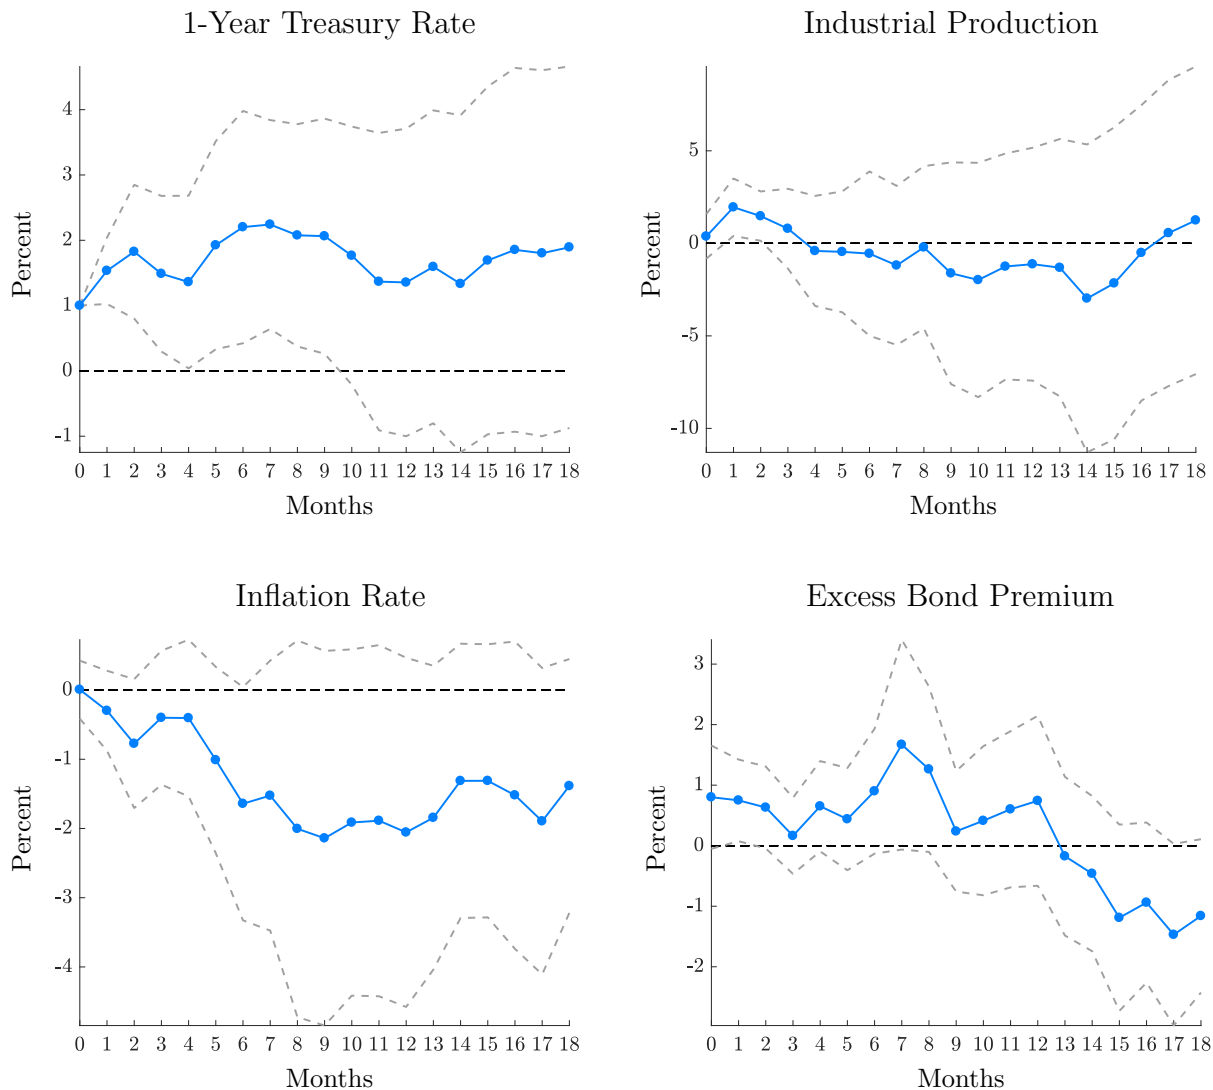 1-Year Treasury Rate
Industrial Production
Percent
4
3
2
1
0
-1
0 1 2 3 4 5 6 7 8 9 10 11 12 13 14 15 16 17 18
Months
Percent
5
0
-5
-10
0 1 2 3 4 5 6 7 8 9 10 11 12 13 14 15 16 17 18
Months
Inflation Rate
Excess Bond Premium
Percent
0
-1
-2
-3
-4
0 1 2 3 4 5 6 7 8 9 10 11 12 13 14 15 16 17 18
Months
Percent
3
2
1
0
-1
-2
0 1 2 3 4 5 6 7 8 9 10 11 12 13 14 15 16 17 18
Months